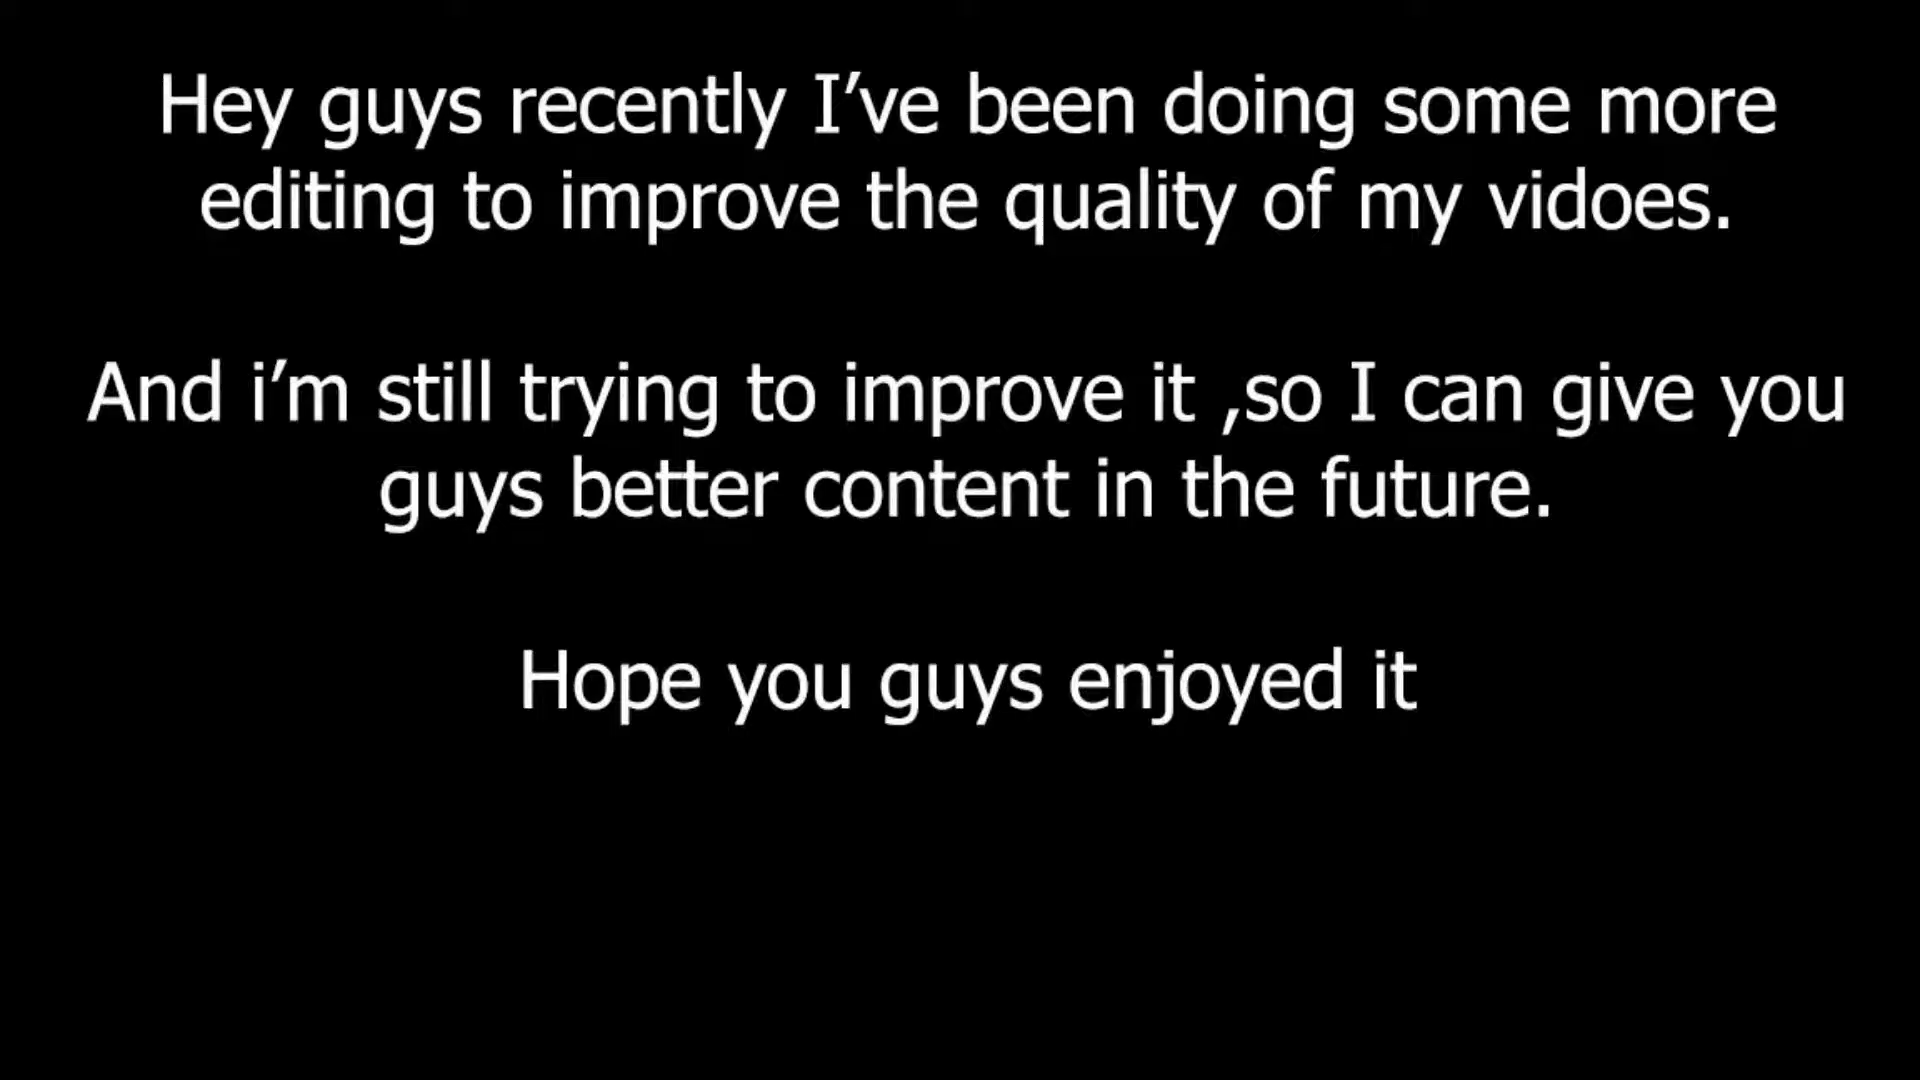 Hey guys recently I’ve been doing some more
editing to improve the quality of my vidoes.
And i’m still trying to improve it ,so I can give you
guys better content in the future.
Hope you guys enjoyed it